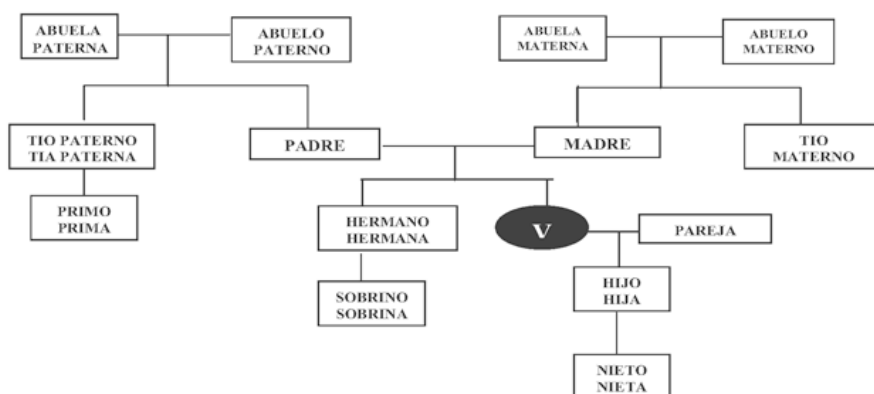 ABUELA
PATERNA
ABUELO
PATERNO
ABUELA
MATERNA
ABUELO
MATERNO
TIO PATERNO
TIA PATERNA
PADRE
MADRE
TIO
MATERNO
PRIMO
PRIMA
HERMANO
HERMANA
V
PAREJA
SOBRINO
SOBRINA
HIJO
HIJA
NIETO
NIETA